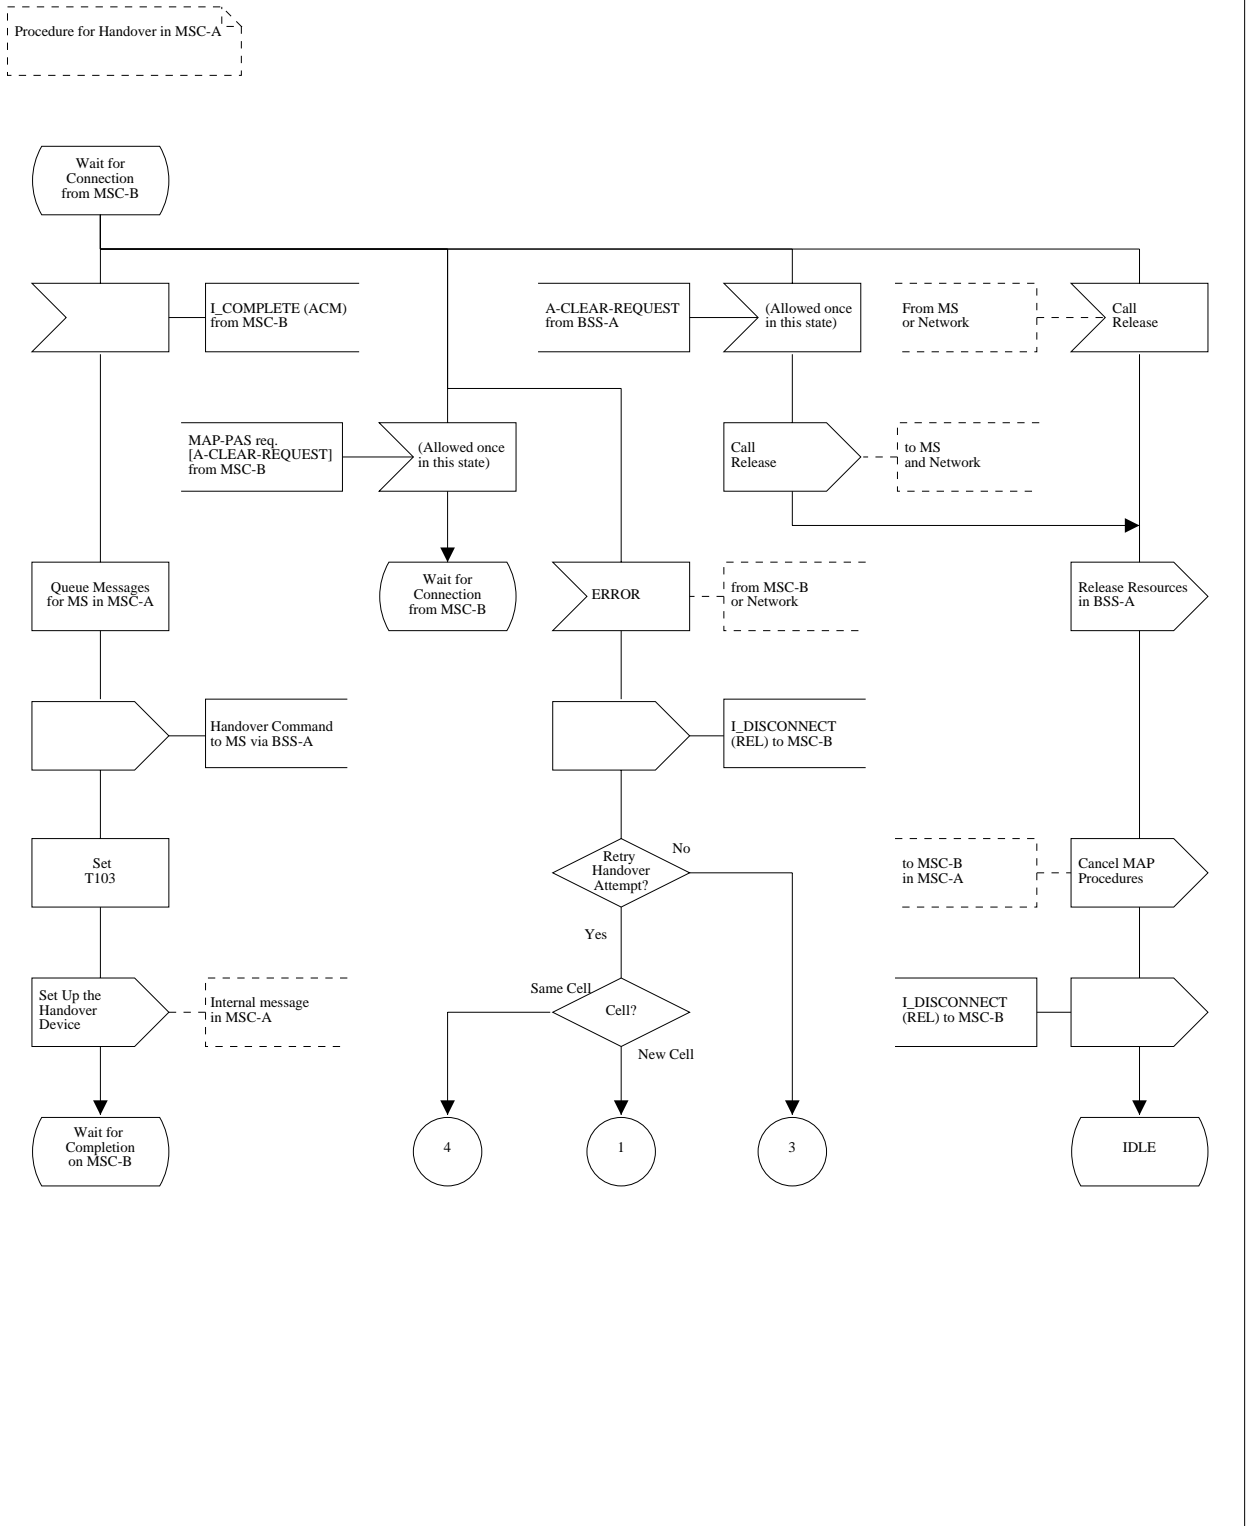 Procedure for Handover in MSC-A
Wait for
Connection
from MSC-B
I_COMPLETE (ACM)
from MSC-B
A-CLEAR-REQUEST
from BSS-A
(Allowed once
in this state)
From MS
or Network
Call
Release
MAP-PAS req.
[A-CLEAR-REQUEST]
from MSC-B
(Allowed once
in this state)
Call
Release
to MS
and Network
Queue Messages
for MS in MSC-A
Wait for
Connection
from MSC-B
ERROR
from MSC-B
or Network
Release Resources
in BSS-A
Handover Command
to MS via BSS-A
I_DISCONNECT
(REL) to MSC-B
Set
T103
Retry
Handover
Attempt?
No
Yes
to MSC-B
in MSC-A
Cancel MAP
Procedures
Set Up the
Handover
Device
Internal message
in MSC-A
Same Cell
Cell?
New Cell
I_DISCONNECT
(REL) to MSC-B
Wait for
Completion
on MSC-B
4
1
3
IDLE